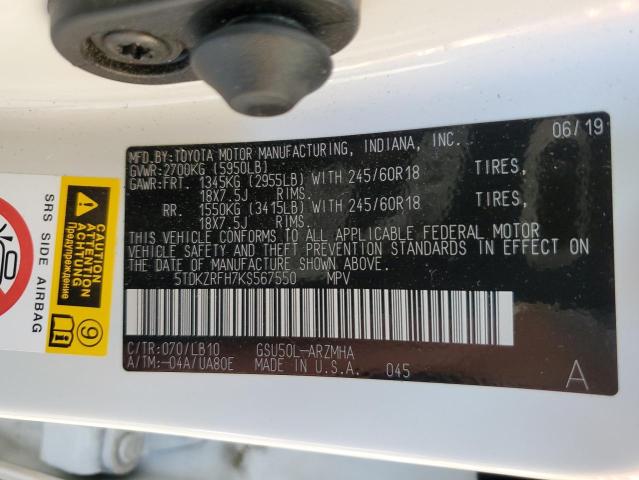 MFD.BY:TOYOTA MOTOR MANUFACTURING, INDIANA, INC. 06/19
GVWR:2700KG (5950LB)
GAWR:FRT. 1345KG (2955LB) WITH 245/60R18 TIRES,
18X7.5J RIMS.
RR. 1550KG (3415LB) WITH 245/60R18 TIRES,
18X7.5J RIMS.
THIS VEHICLE CONFORMS TO ALL APPLICABLE FEDERAL MOTOR
VEHICLE SAFETY AND THEFT PREVENTION STANDARDS IN EFFECT ON
THE DATE OF MANUFACTURE SHOWN ABOVE.
5TDKZRFH7KS567550 MPV
C/TR:070/LB10 GSU50L-ARZMHA
A/TM:-04A/UA80E MADE IN U.S.A. 045 A
SRS SIDE AIRBAG
ATTENTION
ACHTUNG
ATTENTION
Предупреждение
9